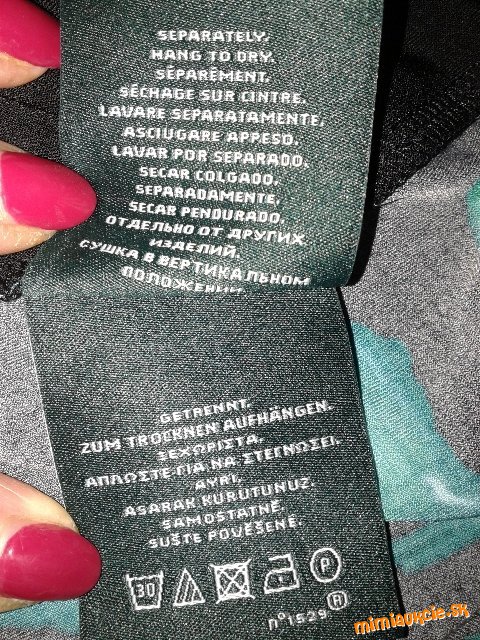 SEPARATELY.
HANG TO DRY.
SÉPARÉMENT.
SÉCHAGE SUR CINTRE.
LAVARE SEPARATAMENTE.
ASCIUGARE APPESO.
LAVAR POR SEPARADO.
SECAR COLGADO.
SEPARADAMENTE.
SECAR PENDURADO.
ОТДЕЛЬНО ОТ ДРУГИХ
ИЗДЕЛИЙ.
СУШКА В ВЕРТИКАЛЬНОМ
ПОЛОЖЕНИИ.
GETRENNT.
ZUM TROCKNEN AUFHÄNGEN.
ΞΕΧΩΡΙΣΤΑ.
ΑΠΛΩΣΤΕ ΓΙΑ ΝΑ ΣΤΕΓΝΩΣΕΙ.
AYRI.
ASARAK KURUTUNUZ.
SAMOSTATNĚ.
SUŠTE POVĚŠENÉ.
30
P
n° 1529 ®
mimiaukcie.sk